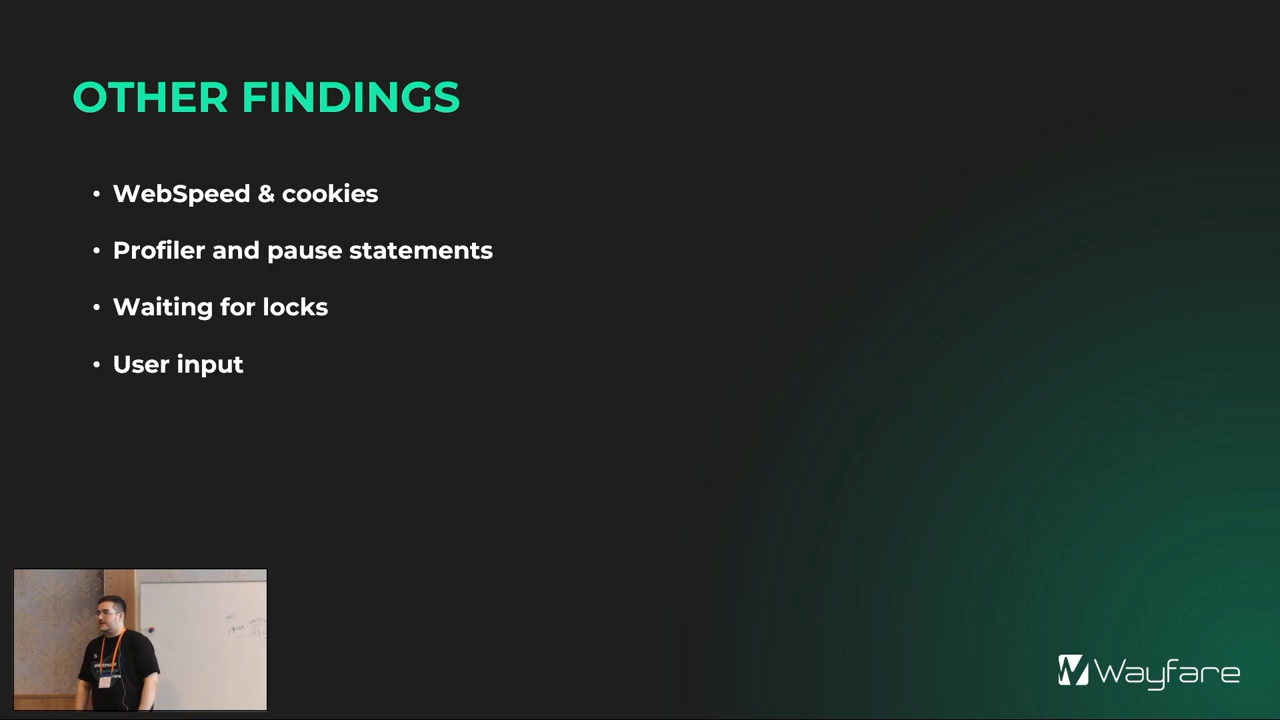 OTHER FINDINGS
• WebSpeed & cookies
• Profiler and pause statements
• Waiting for locks
• User input
Wayfare